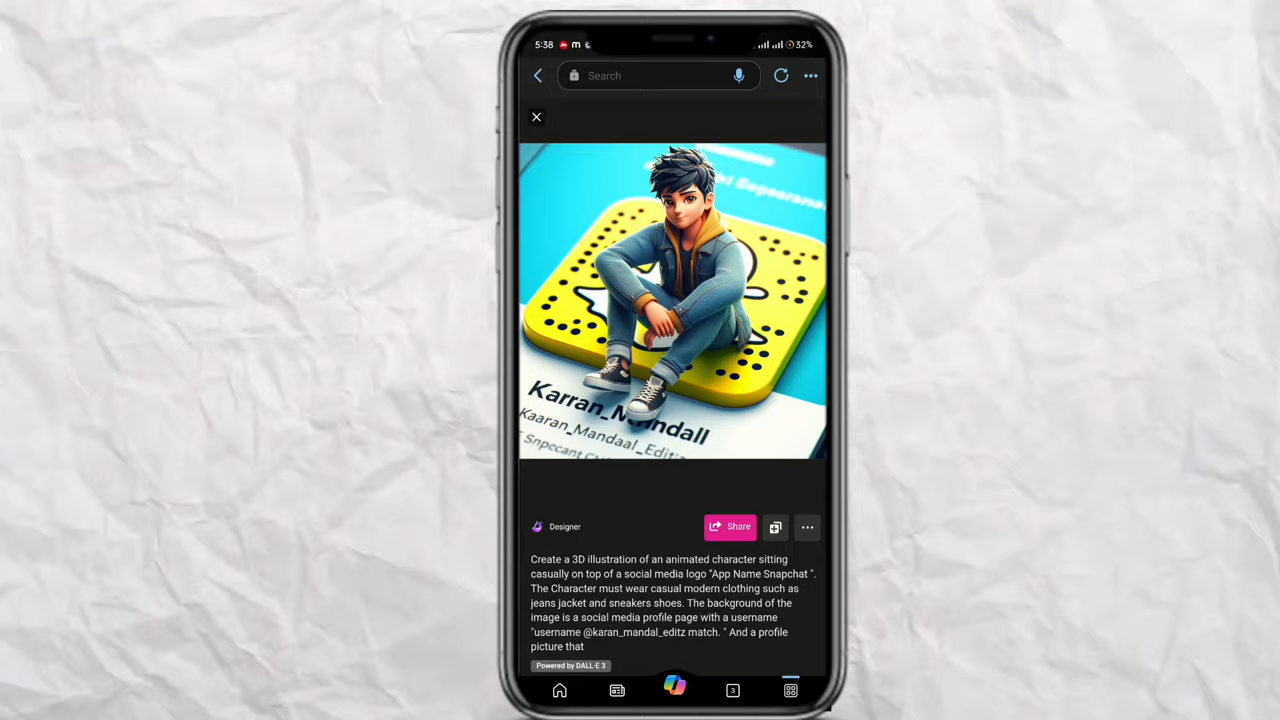 5:38
32%
Search
Karran_Mandall
Kaaran_Mandaal_Editz
Designer
Share
Create a 3D illustration of an animated character sitting
casually on top of a social media logo "App Name Snapchat ".
The Character must wear casual modern clothing such as
jeans jacket and sneakers shoes. The background of the
image is a social media profile page with a username
"username @karan_mandal_editz match. " And a profile
picture that
Powered by DALL·E 3
3